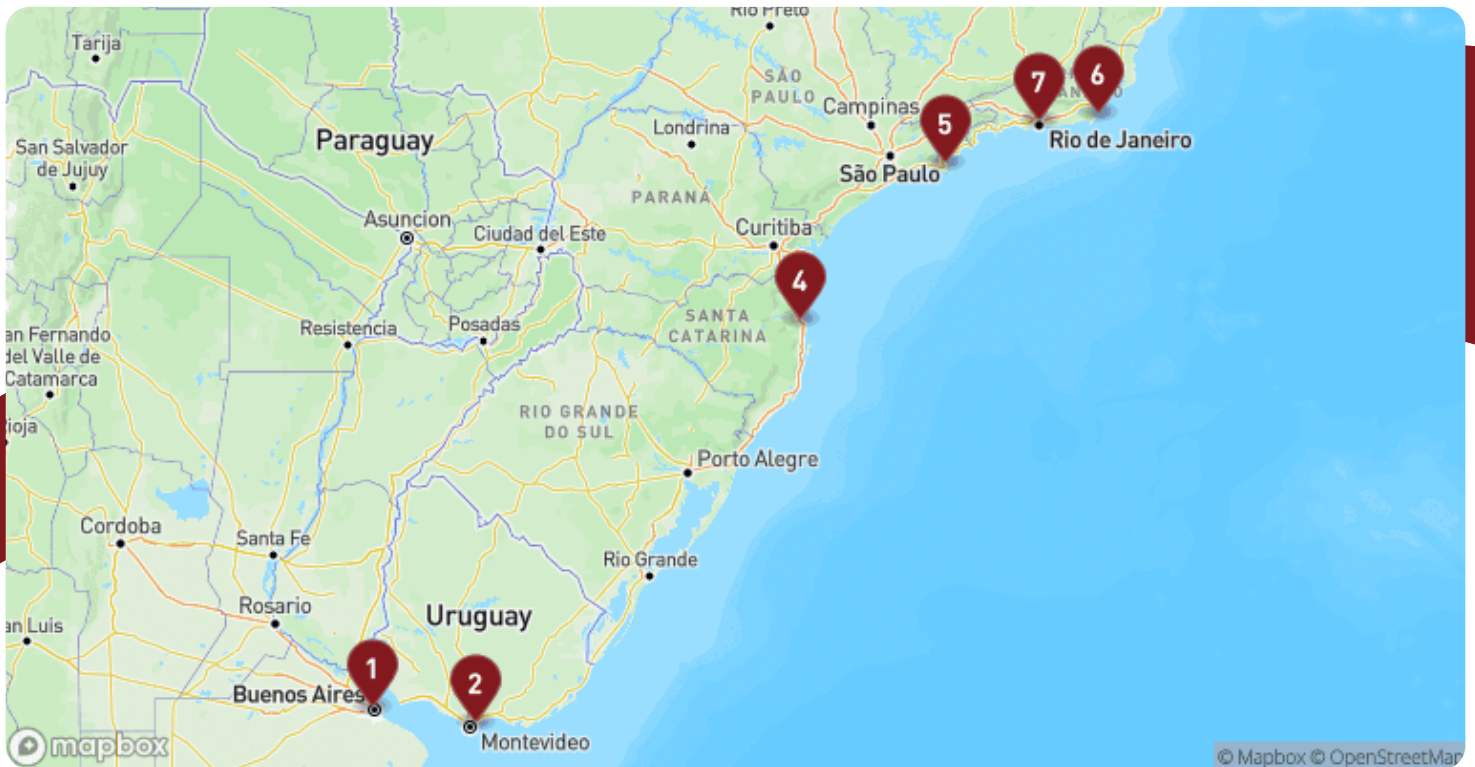 Rio Preto
Tarija
7
6
SÃO
PAULO
Campinas
5
Londrina
Paraguay
Rio de Janeiro
San Salvador
de Jujuy
São Paulo
PARANÁ
Asuncion
Ciudad del Este
Curitiba
4
Resistencia
Posadas
SANTA
CATARINA
an Fernando
del Valle de
Catamarca
RIO GRANDE
DO SUL
ioja
Porto Alegre
Cordoba
Santa Fe
Rio Grande
Rosario
Uruguay
an Luis
1
2
Buenos Aires
Montevideo
mapbox
© Mapbox © OpenStreetMap